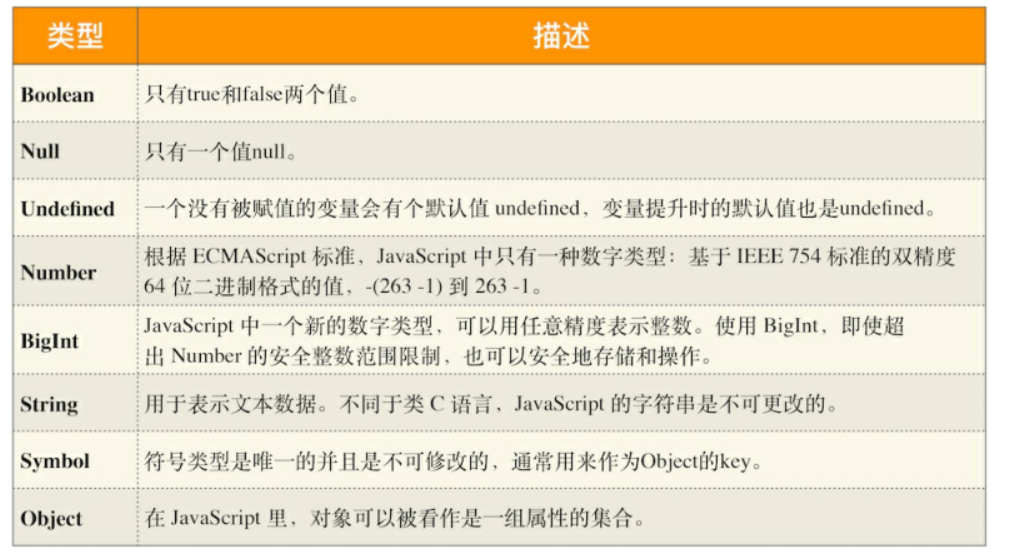 类型 描述
Boolean 只有true和false两个值。
Null 只有一个值null。
Undefined 一个没有被赋值的变量会有个默认值 undefined，变量提升时的默认值也是undefined。
Number 根据 ECMAScript 标准，JavaScript 中只有一种数字类型：基于 IEEE 754 标准的双精度
64 位二进制格式的值，-(263 -1) 到 263 -1。
BigInt JavaScript 中一个新的数字类型，可以用任意精度表示整数。使用 BigInt，即使超
出 Number 的安全整数范围限制，也可以安全地存储和操作。
String 用于表示文本数据。不同于类 C 语言，JavaScript 的字符串是不可更改的。
Symbol 符号类型是唯一的并且是不可修改的，通常用来作为Object的key。
Object 在 JavaScript 里，对象可以被看作是一组属性的集合。